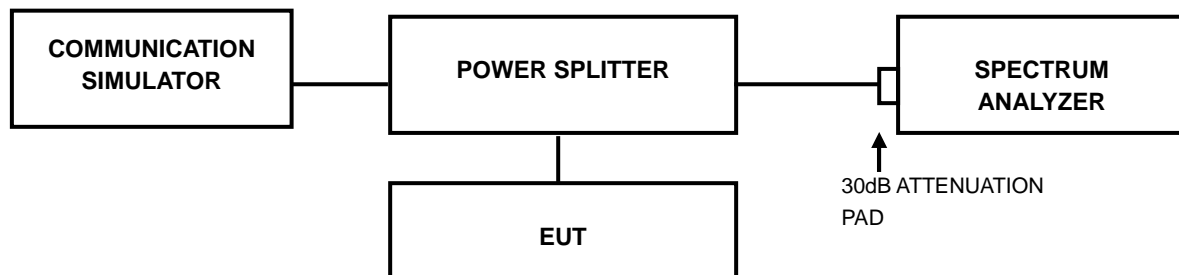 COMMUNICATION
SIMULATOR
POWER SPLITTER
SPECTRUM
ANALYZER
30dB ATTENUATION
PAD
EUT